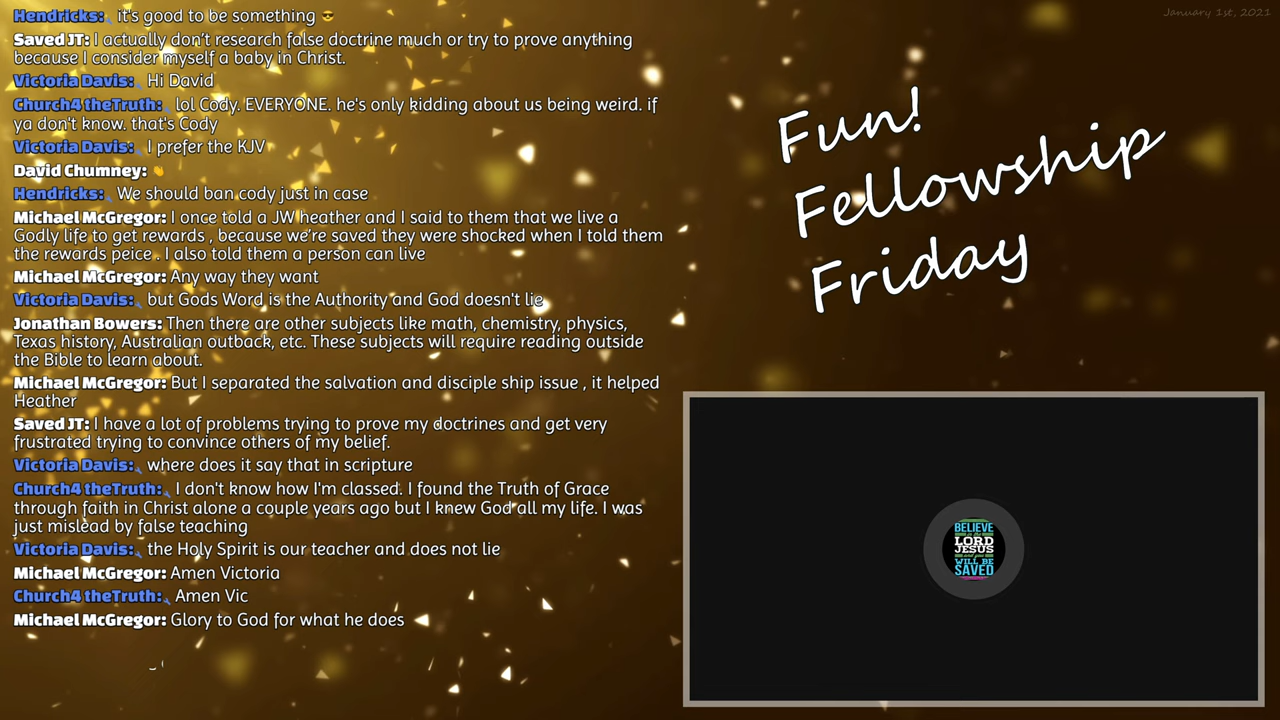 Hendricks: it's good to be something 😎
Saved JT: I actually don't research false doctrine much or try to prove anything
because I consider myself a baby in Christ.
Victoria Davis: Hi David
Church4 theTruth: lol Cody. EVERYONE. he's only kidding about us being weird. if
ya don't know. that's Cody
Victoria Davis: I prefer the KJV
David Chumney: 👏
Hendricks: We should ban cody just in case
Michael McGregor: I once told a JW heather and I said to them that we live a
Godly life to get rewards , because we're saved they were shocked when I told them
the rewards peice . I also told them a person can live
Michael McGregor: Any way they want
Victoria Davis: but Gods Word is the Authority and God doesn't lie
Jonathan Bowers: Then there are other subjects like math, chemistry, physics,
Texas history, Australian outback, etc. These subjects will require reading outside
the Bible to learn about.
Michael McGregor: But I separated the salvation and disciple ship issue , it helped
Heather
Saved JT: I have a lot of problems trying to prove my doctrines and get very
frustrated trying to convince others of my belief.
Victoria Davis: where does it say that in scripture
Church4 theTruth: I don't know how I'm classed. I found the Truth of Grace
through faith in Christ alone a couple years ago but I knew God all my life. I was
just mislead by false teaching
Victoria Davis: the Holy Spirit is our teacher and does not lie
Michael McGregor: Amen Victoria
Church4 theTruth: Amen Vic
Michael McGregor: Glory to God for what he does
January 1st, 2021
Fun!
Fellowship
Friday
BELIEVE
LORD
JESUS
WILL BE
SAVED